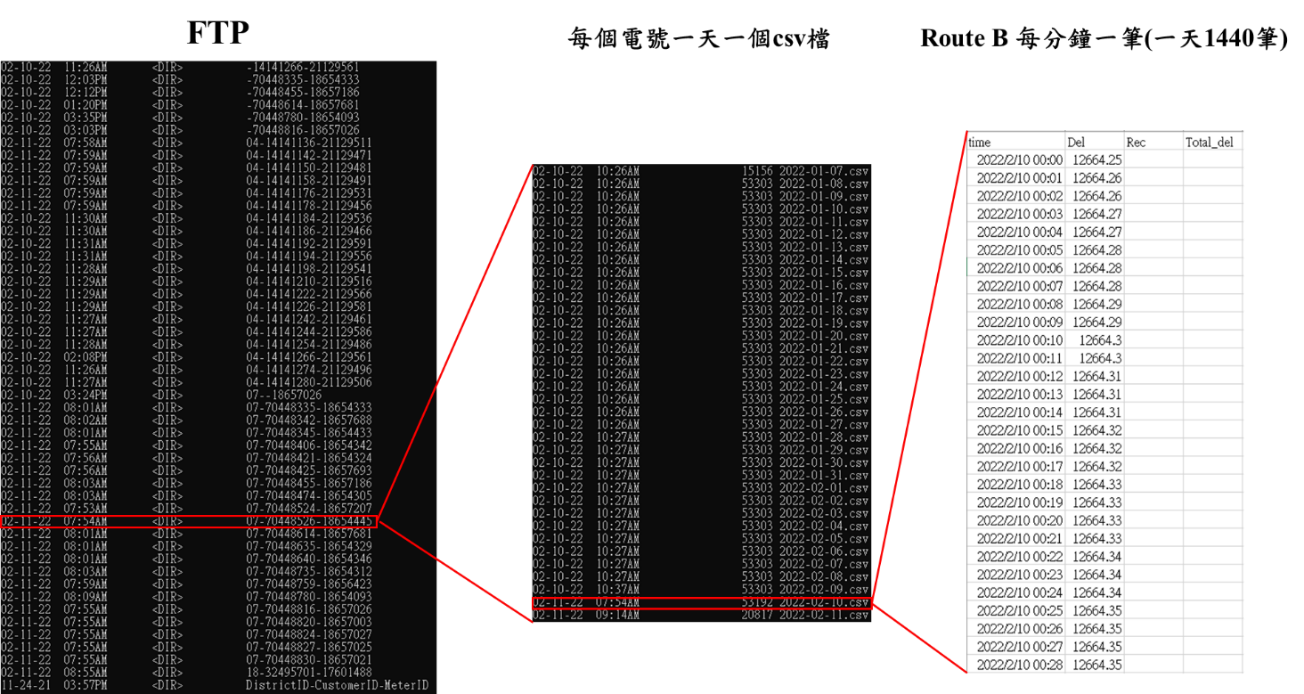 FTP
每個電號一天一個csv檔
Route B 每分鐘一筆(一天1440筆)
02-10-22 11:26AM <DIR> -14141266-21129561
02-10-22 12:03PM <DIR> -70448335-18654333
02-10-22 12:12PM <DIR> -70448455-18657186
02-10-22 01:20PM <DIR> -70448614-18657681
02-10-22 03:35PM <DIR> -70448780-18654093
02-10-22 03:03PM <DIR> -70448816-18657026
02-11-22 07:58AM <DIR> 04-14141136-21129511
02-11-22 07:59AM <DIR> 04-14141142-21129471
02-11-22 07:59AM <DIR> 04-14141150-21129481
02-11-22 07:59AM <DIR> 04-14141158-21129491
02-11-22 07:59AM <DIR> 04-14141176-21129531
02-11-22 07:59AM <DIR> 04-14141178-21129456
02-10-22 11:30AM <DIR> 04-14141184-21129536
02-10-22 11:30AM <DIR> 04-14141186-21129466
02-10-22 11:31AM <DIR> 04-14141192-21129591
02-10-22 11:31AM <DIR> 04-14141194-21129556
02-10-22 11:28AM <DIR> 04-14141198-21129541
02-10-22 11:29AM <DIR> 04-14141210-21129516
02-10-22 11:29AM <DIR> 04-14141222-21129566
02-10-22 11:29AM <DIR> 04-14141226-21129581
02-10-22 11:27AM <DIR> 04-14141242-21129461
02-10-22 11:27AM <DIR> 04-14141244-21129586
02-10-22 11:28AM <DIR> 04-14141254-21129486
02-10-22 02:08PM <DIR> 04-14141266-21129561
02-10-22 11:26AM <DIR> 04-14141274-21129496
02-10-22 11:27AM <DIR> 04-14141280-21129506
02-10-22 03:24PM <DIR> 07--18657026
02-11-22 08:01AM <DIR> 07-70448335-18654333
02-11-22 08:02AM <DIR> 07-70448342-18657688
02-11-22 08:01AM <DIR> 07-70448345-18654433
02-11-22 07:55AM <DIR> 07-70448406-18654342
02-11-22 07:56AM <DIR> 07-70448421-18654324
02-11-22 07:56AM <DIR> 07-70448425-18657693
02-11-22 08:03AM <DIR> 07-70448455-18657186
02-11-22 08:03AM <DIR> 07-70448474-18654305
02-11-22 07:53AM <DIR> 07-70448524-18657207
02-11-22 07:54AM <DIR> 07-70448526-18654445
02-11-22 08:01AM <DIR> 07-70448614-18657681
02-11-22 08:01AM <DIR> 07-70448635-18654329
02-11-22 08:01AM <DIR> 07-70448640-18654346
02-11-22 08:03AM <DIR> 07-70448735-18654312
02-11-22 07:59AM <DIR> 07-70448759-18656423
02-11-22 08:09AM <DIR> 07-70448780-18654093
02-11-22 07:55AM <DIR> 07-70448816-18657026
02-11-22 07:55AM <DIR> 07-70448820-18657003
02-11-22 07:55AM <DIR> 07-70448824-18657027
02-11-22 07:55AM <DIR> 07-70448827-18657025
02-11-22 07:55AM <DIR> 07-70448830-18657021
02-11-22 08:55AM <DIR> 18-32495701-17601488
11-24-21 03:57PM <DIR> DistrictID-CustomerID-MeterID
02-10-22 10:26AM 15156 2022-01-07.csv
02-10-22 10:26AM 53303 2022-01-08.csv
02-10-22 10:26AM 53303 2022-01-09.csv
02-10-22 10:26AM 53303 2022-01-10.csv
02-10-22 10:26AM 53303 2022-01-11.csv
02-10-22 10:26AM 53303 2022-01-12.csv
02-10-22 10:26AM 53303 2022-01-13.csv
02-10-22 10:26AM 53303 2022-01-14.csv
02-10-22 10:26AM 53303 2022-01-15.csv
02-10-22 10:26AM 53303 2022-01-16.csv
02-10-22 10:26AM 53303 2022-01-17.csv
02-10-22 10:26AM 53303 2022-01-18.csv
02-10-22 10:26AM 53303 2022-01-19.csv
02-10-22 10:26AM 53303 2022-01-20.csv
02-10-22 10:26AM 53303 2022-01-21.csv
02-10-22 10:26AM 53303 2022-01-22.csv
02-10-22 10:26AM 53303 2022-01-23.csv
02-10-22 10:26AM 53303 2022-01-24.csv
02-10-22 10:26AM 53303 2022-01-25.csv
02-10-22 10:26AM 53303 2022-01-26.csv
02-10-22 10:26AM 53303 2022-01-27.csv
02-10-22 10:27AM 53303 2022-01-28.csv
02-10-22 10:27AM 53303 2022-01-29.csv
02-10-22 10:27AM 53303 2022-01-30.csv
02-10-22 10:27AM 53303 2022-01-31.csv
02-10-22 10:27AM 53303 2022-02-01.csv
02-10-22 10:27AM 53303 2022-02-02.csv
02-10-22 10:27AM 53303 2022-02-03.csv
02-10-22 10:27AM 53303 2022-02-04.csv
02-10-22 10:27AM 53303 2022-02-05.csv
02-10-22 10:27AM 53303 2022-02-06.csv
02-10-22 10:27AM 53303 2022-02-07.csv
02-10-22 10:27AM 53303 2022-02-08.csv
02-10-22 10:37AM 53303 2022-02-09.csv
02-11-22 07:54AM 53192 2022-02-10.csv
02-11-22 09:14AM 20817 2022-02-11.csv
time Del Rec Total_del
2022/2/10 00:00 12664.25
2022/2/10 00:01 12664.26
2022/2/10 00:02 12664.26
2022/2/10 00:03 12664.27
2022/2/10 00:04 12664.27
2022/2/10 00:05 12664.28
2022/2/10 00:06 12664.28
2022/2/10 00:07 12664.28
2022/2/10 00:08 12664.29
2022/2/10 00:09 12664.29
2022/2/10 00:10 12664.3
2022/2/10 00:11 12664.3
2022/2/10 00:12 12664.31
2022/2/10 00:13 12664.31
2022/2/10 00:14 12664.31
2022/2/10 00:15 12664.32
2022/2/10 00:16 12664.32
2022/2/10 00:17 12664.32
2022/2/10 00:18 12664.33
2022/2/10 00:19 12664.33
2022/2/10 00:20 12664.33
2022/2/10 00:21 12664.33
2022/2/10 00:22 12664.34
2022/2/10 00:23 12664.34
2022/2/10 00:24 12664.34
2022/2/10 00:25 12664.35
2022/2/10 00:26 12664.35
2022/2/10 00:27 12664.35
2022/2/10 00:28 12664.35